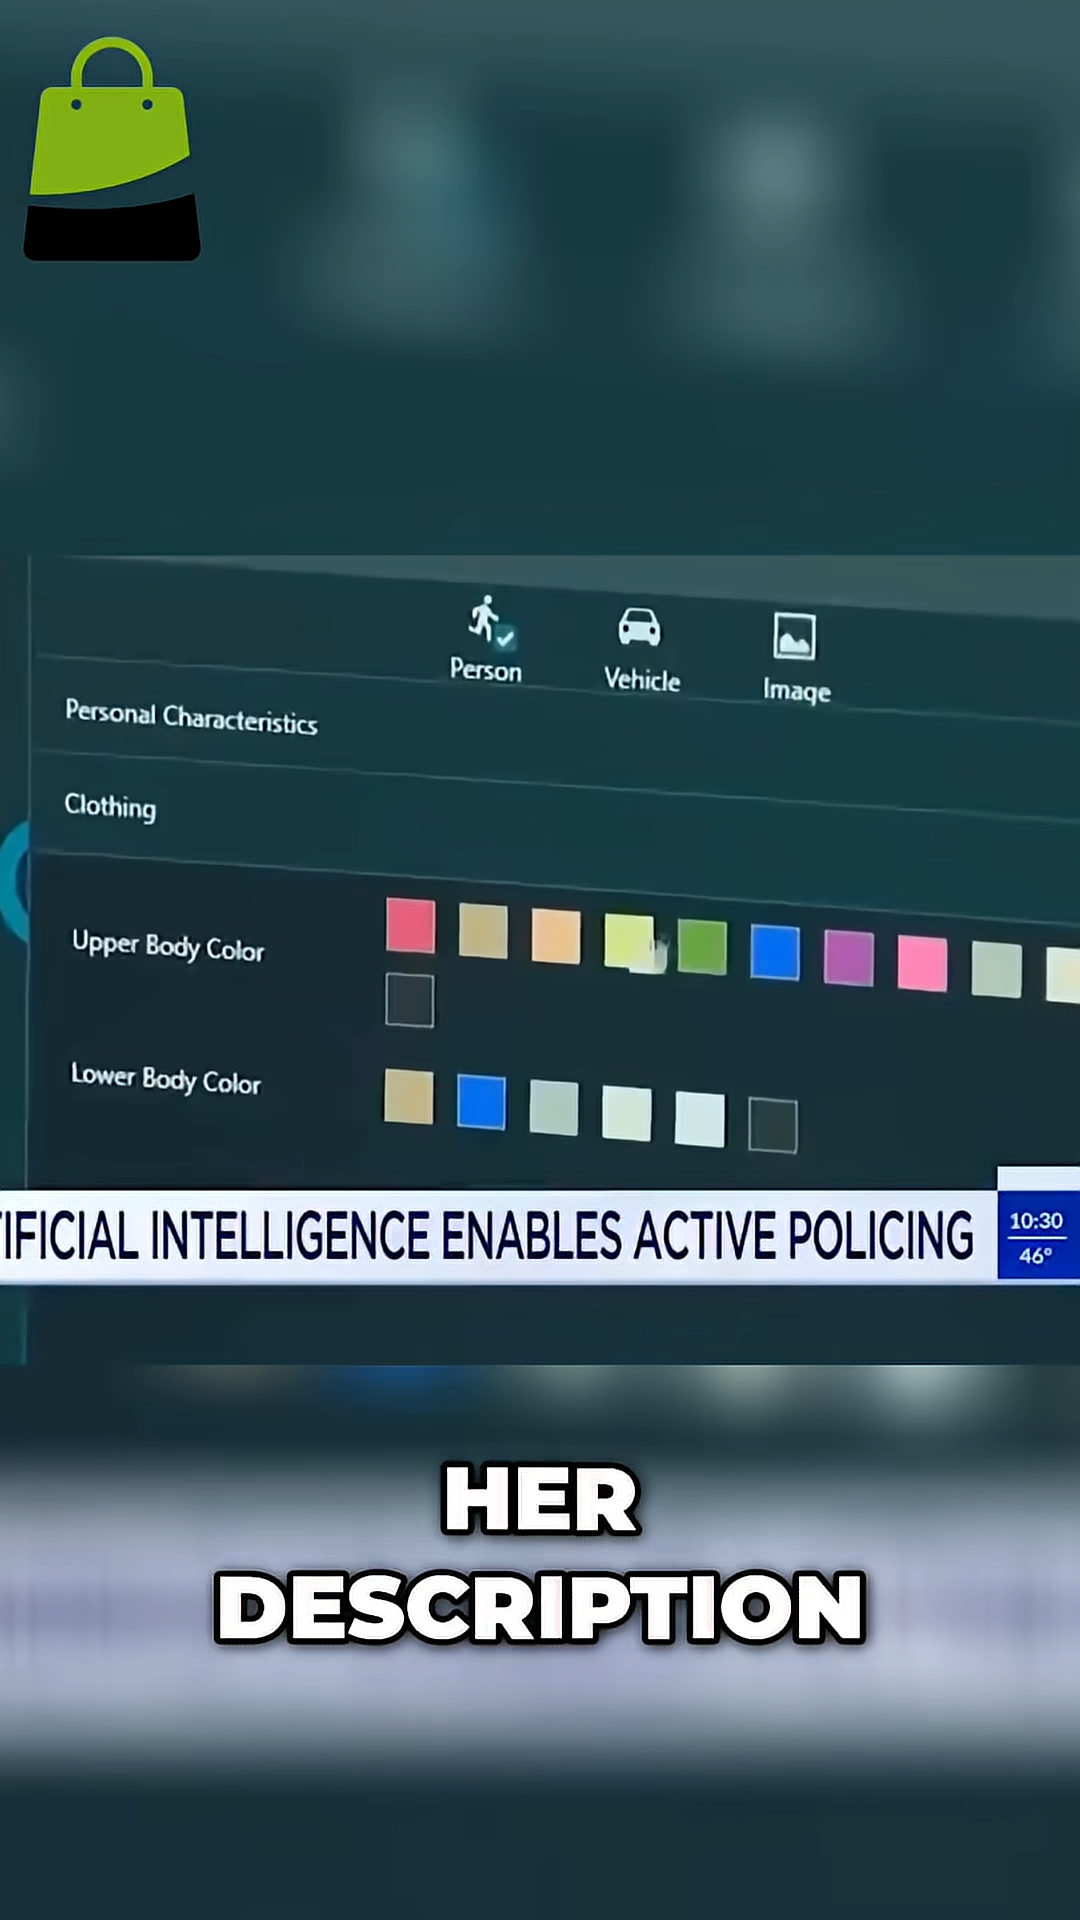 Person
Vehicle
Image
Personal Characteristics
Clothing
Upper Body Color
Lower Body Color
TIFICIAL INTELLIGENCE ENABLES ACTIVE POLICING
10:30
46°
HER
DESCRIPTION